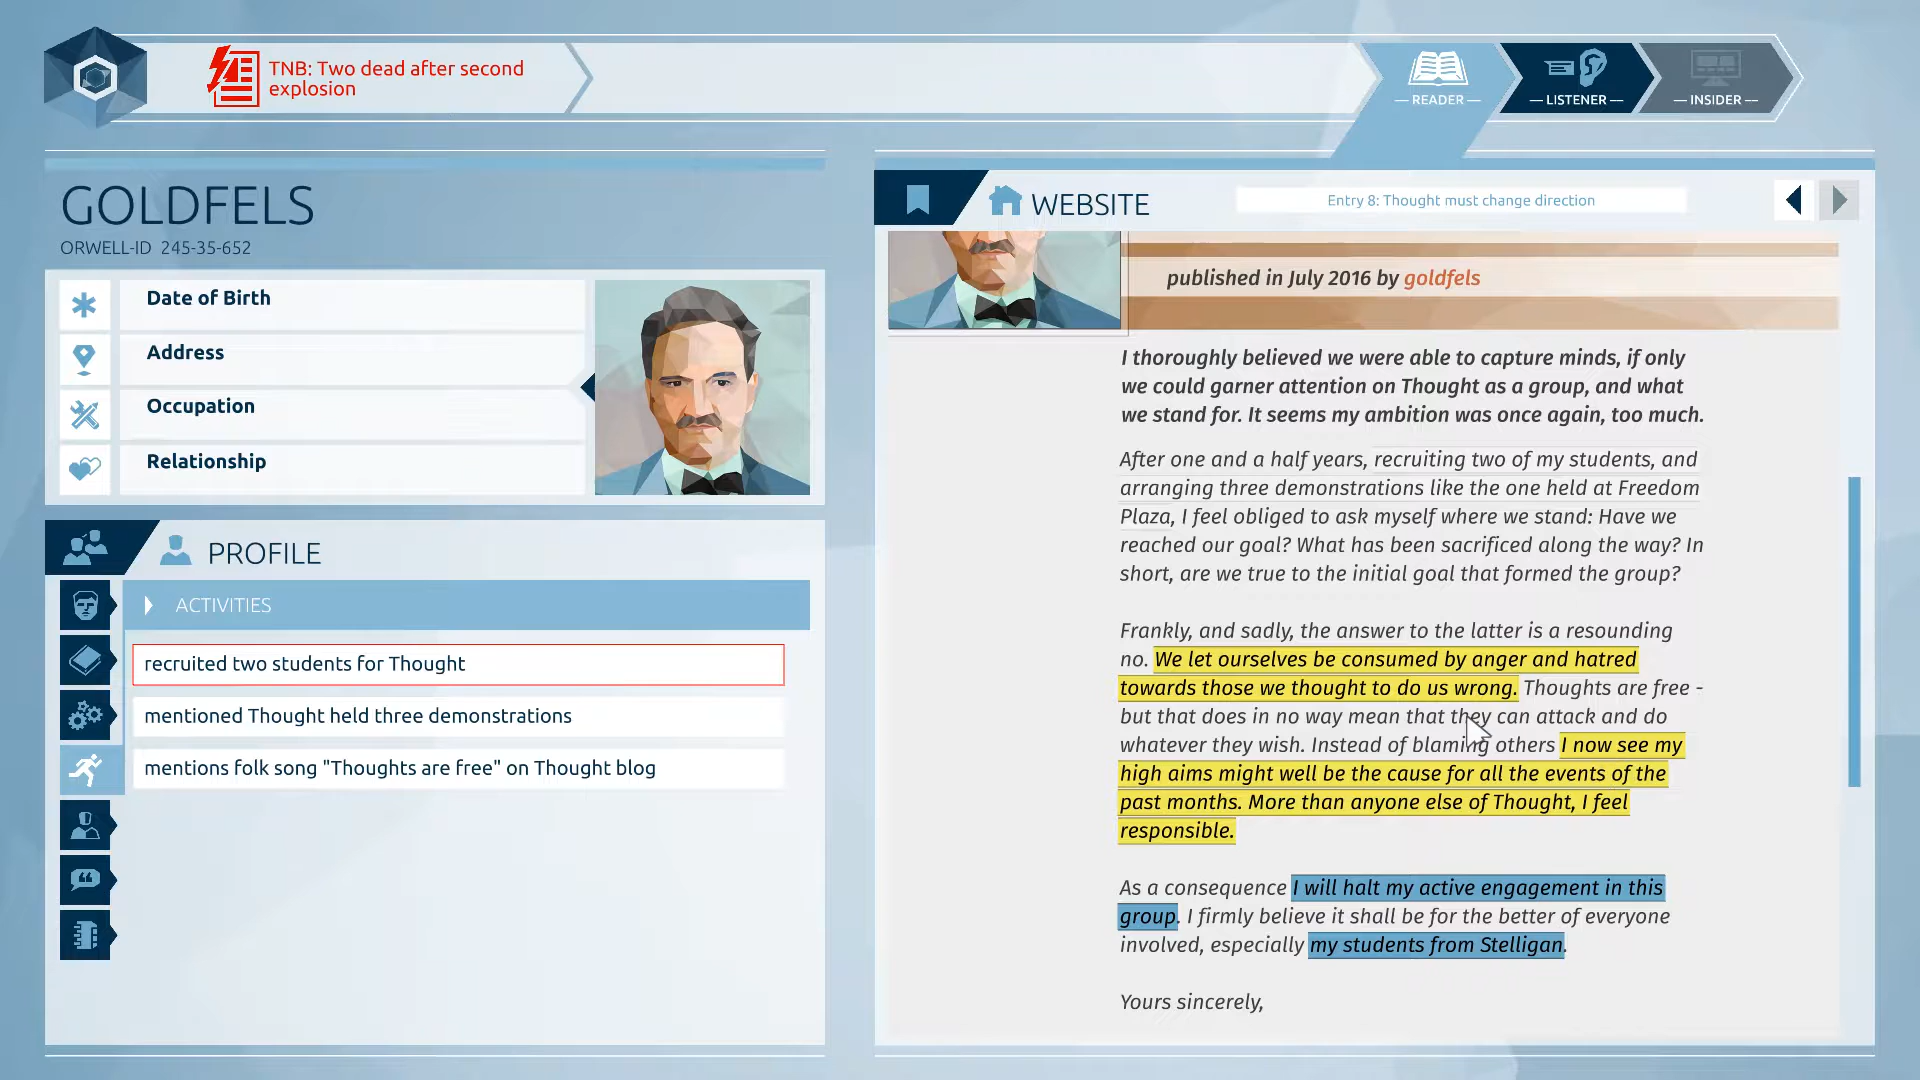 TNB: Two dead after second
explosion
READER
LISTENER
INSIDER
GOLDFELS
ORWELL-ID 245-35-652
Date of Birth
Address
Occupation
Relationship
PROFILE
ACTIVITIES
recruited two students for Thought
mentioned Thought held three demonstrations
mentions folk song "Thoughts are free" on Thought blog
WEBSITE
Entry 8: Thought must change direction
published in July 2016 by goldfels
I thoroughly believed we were able to capture minds, if only
we could garner attention on Thought as a group, and what
we stand for. It seems my ambition was once again, too much.
After one and a half years, recruiting two of my students, and
arranging three demonstrations like the one held at Freedom
Plaza, I feel obliged to ask myself where we stand: Have we
reached our goal? What has been sacrificed along the way? In
short, are we true to the initial goal that formed the group?
Frankly, and sadly, the answer to the latter is a resounding
no. We let ourselves be consumed by anger and hatred
towards those we thought to do us wrong. Thoughts are free -
but that does in no way mean that they can attack and do
whatever they wish. Instead of blaming others I now see my
high aims might well be the cause for all the events of the
past months. More than anyone else of Thought, I feel
responsible.
As a consequence I will halt my active engagement in this
group. I firmly believe it shall be for the better of everyone
involved, especially my students from Stelligan.
Yours sincerely,